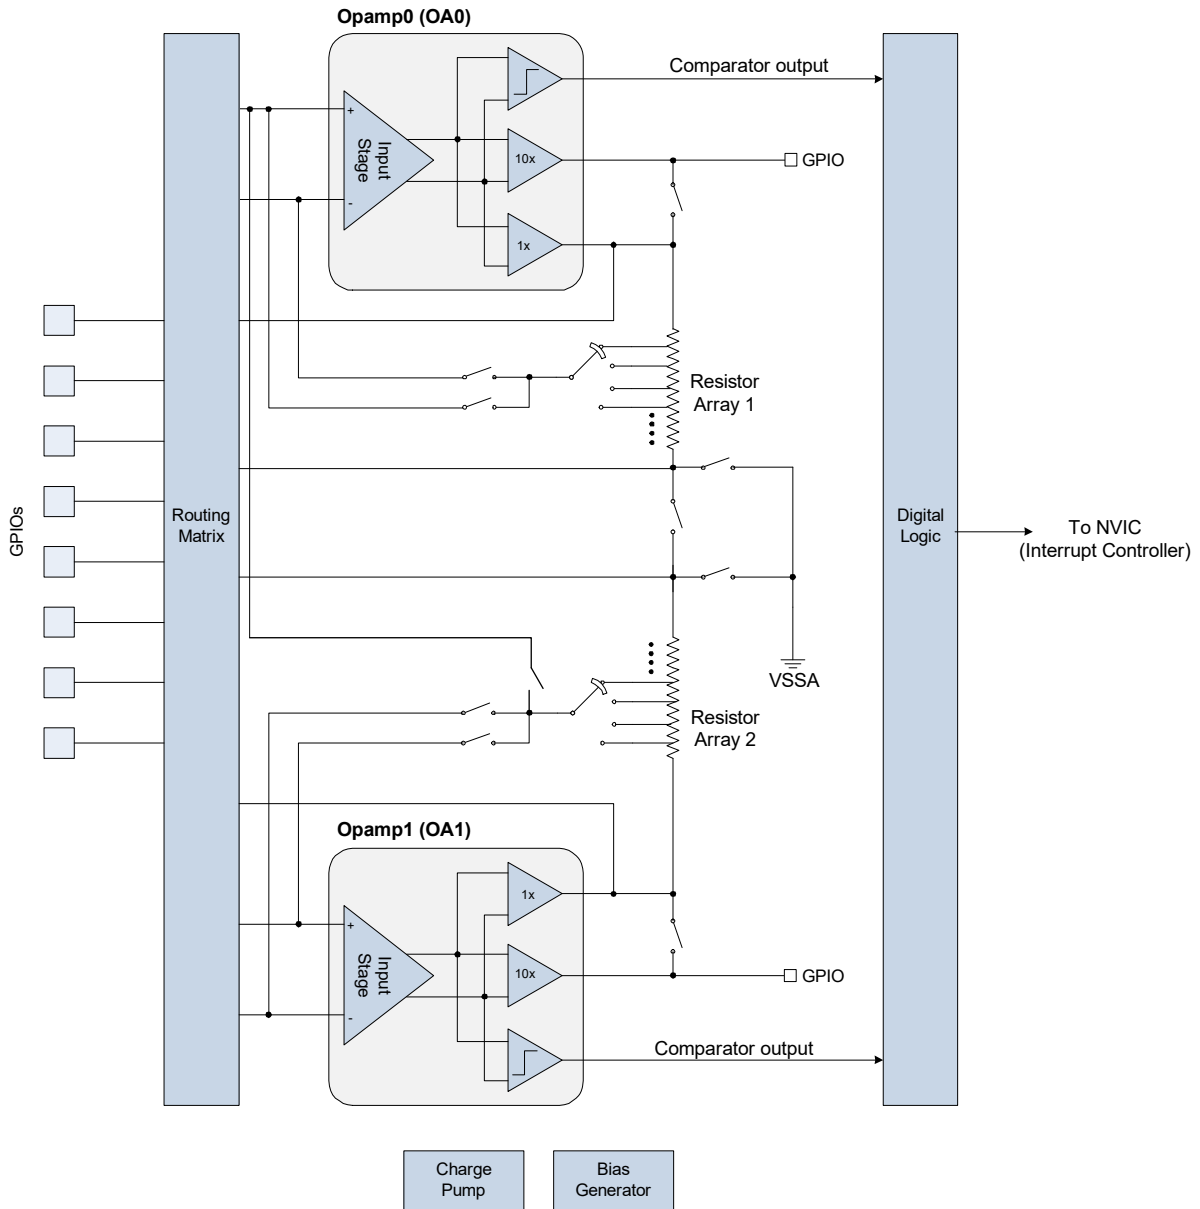 Opamp0 (OA0)
Comparator output
+
Input
Stage
-
10x
GPIO
1x
Resistor
Array 1
GPIOs
Routing
Matrix
Digital
Logic
To NVIC
(Interrupt Controller)
VSSA
Resistor
Array 2
Opamp1 (OA1)
1x
+
Input
Stage
-
10x
GPIO
Comparator output
Charge
Pump
Bias
Generator